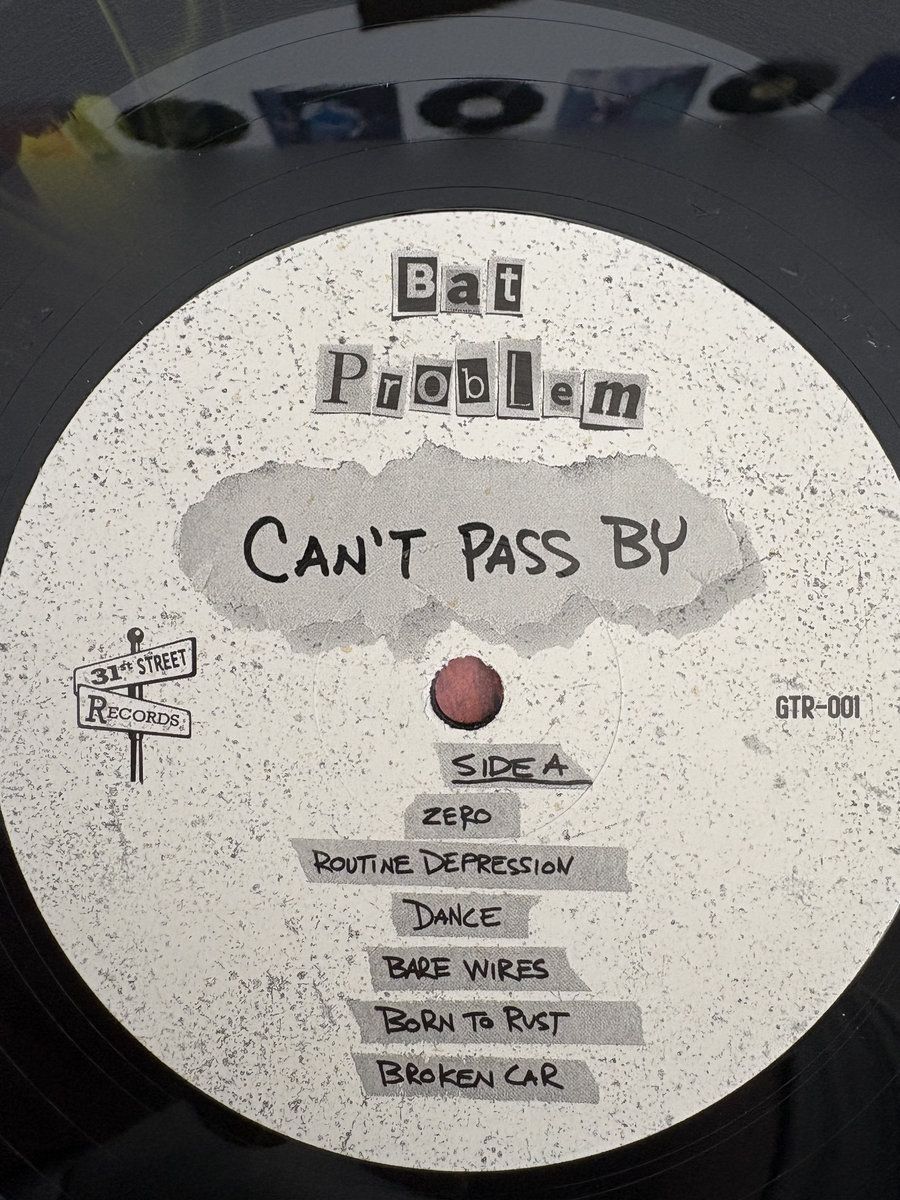 Bat
Problem
CAN'T PASS BY
31st STREET
RECORDS
GTR-001
SIDE A
ZERO
ROUTINE DEPRESSION
DANCE
BARE WIRES
BORN TO RUST
BROKEN CAR